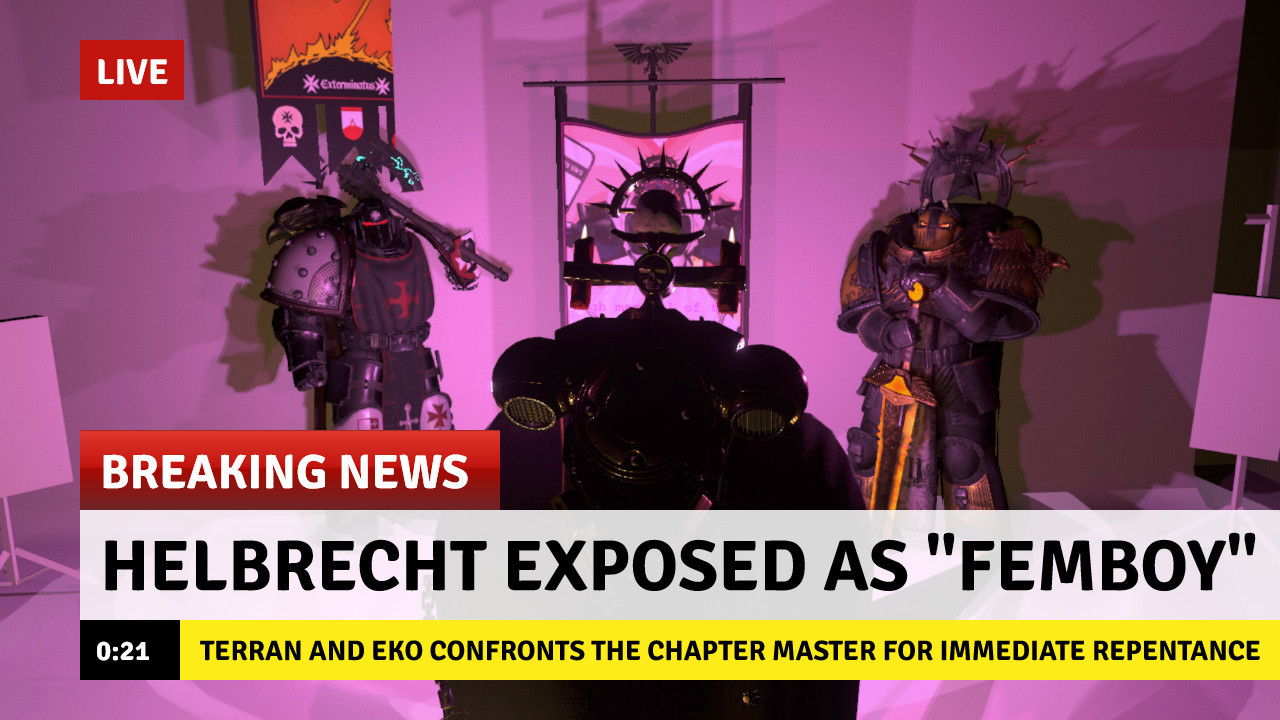 LIVE
Exterminatus
BREAKING NEWS
HELBRECHT EXPOSED AS "FEMBOY"
0:21
TERRAN AND EKO CONFRONTS THE CHAPTER MASTER FOR IMMEDIATE REPENTANCE